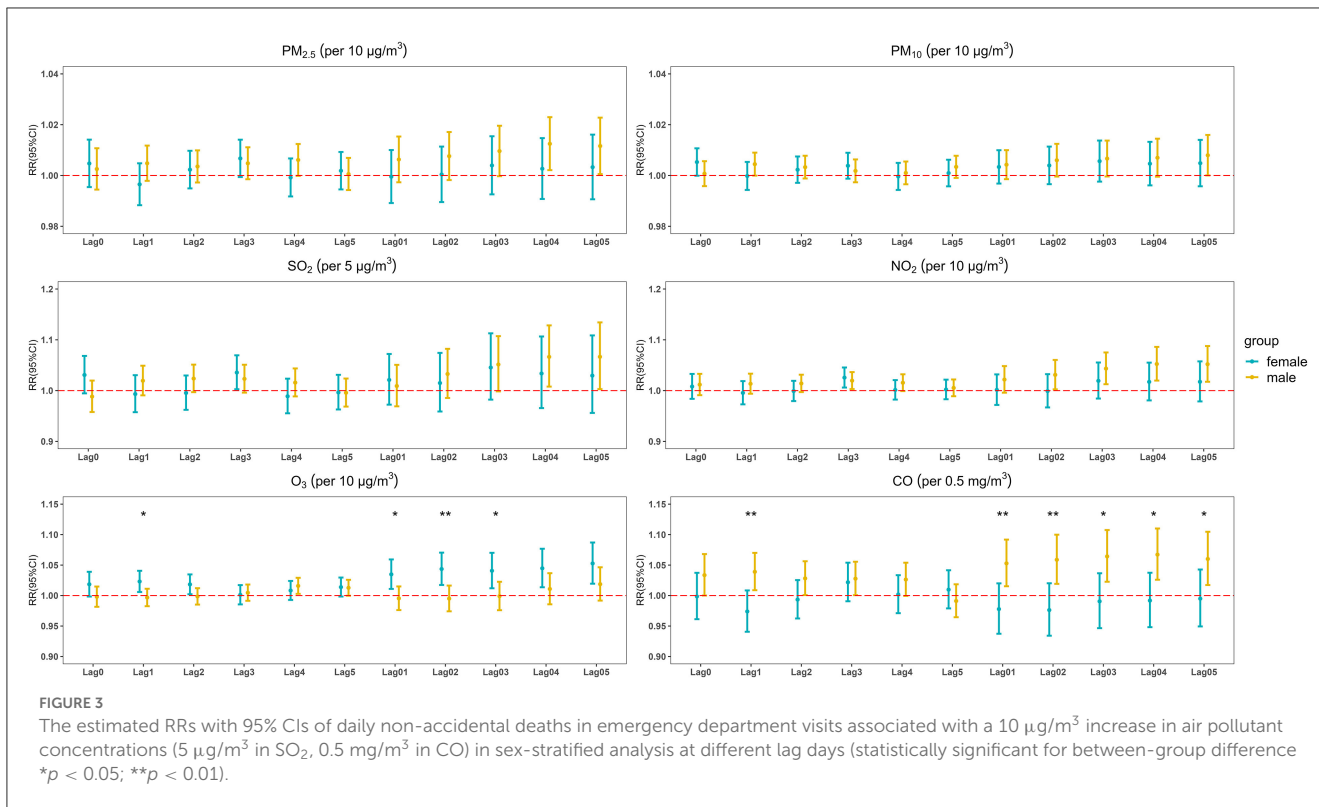 PM2.5 (per 10 μg/m3)
PM10 (per 10 μg/m3)
RR(95%CI)
1.04
1.02
1.00
0.98
Lag0 Lag1 Lag2 Lag3 Lag4 Lag5 Lag01 Lag02 Lag03 Lag04 Lag05
RR(95%CI)
1.04
1.02
1.00
0.98
Lag0 Lag1 Lag2 Lag3 Lag4 Lag5 Lag01 Lag02 Lag03 Lag04 Lag05
SO2 (per 5 μg/m3)
NO2 (per 10 μg/m3)
RR(95%CI)
1.2
1.1
1.0
0.9
Lag0 Lag1 Lag2 Lag3 Lag4 Lag5 Lag01 Lag02 Lag03 Lag04 Lag05
RR(95%CI)
1.2
1.1
1.0
0.9
Lag0 Lag1 Lag2 Lag3 Lag4 Lag5 Lag01 Lag02 Lag03 Lag04 Lag05
group
female
male
O3 (per 10 μg/m3)
CO (per 0.5 mg/m3)
RR(95%CI)
1.15
1.10
1.05
1.00
0.95
0.90
* * ** *
Lag0 Lag1 Lag2 Lag3 Lag4 Lag5 Lag01 Lag02 Lag03 Lag04 Lag05
RR(95%CI)
1.15
1.10
1.05
1.00
0.95
0.90
** ** ** * * *
Lag0 Lag1 Lag2 Lag3 Lag4 Lag5 Lag01 Lag02 Lag03 Lag04 Lag05
FIGURE 3
The estimated RRs with 95% CIs of daily non-accidental deaths in emergency department visits associated with a 10 μg/m3 increase in air pollutant
concentrations (5 μg/m3 in SO2, 0.5 mg/m3 in CO) in sex-stratified analysis at different lag days (statistically significant for between-group difference
*p < 0.05; **p < 0.01).